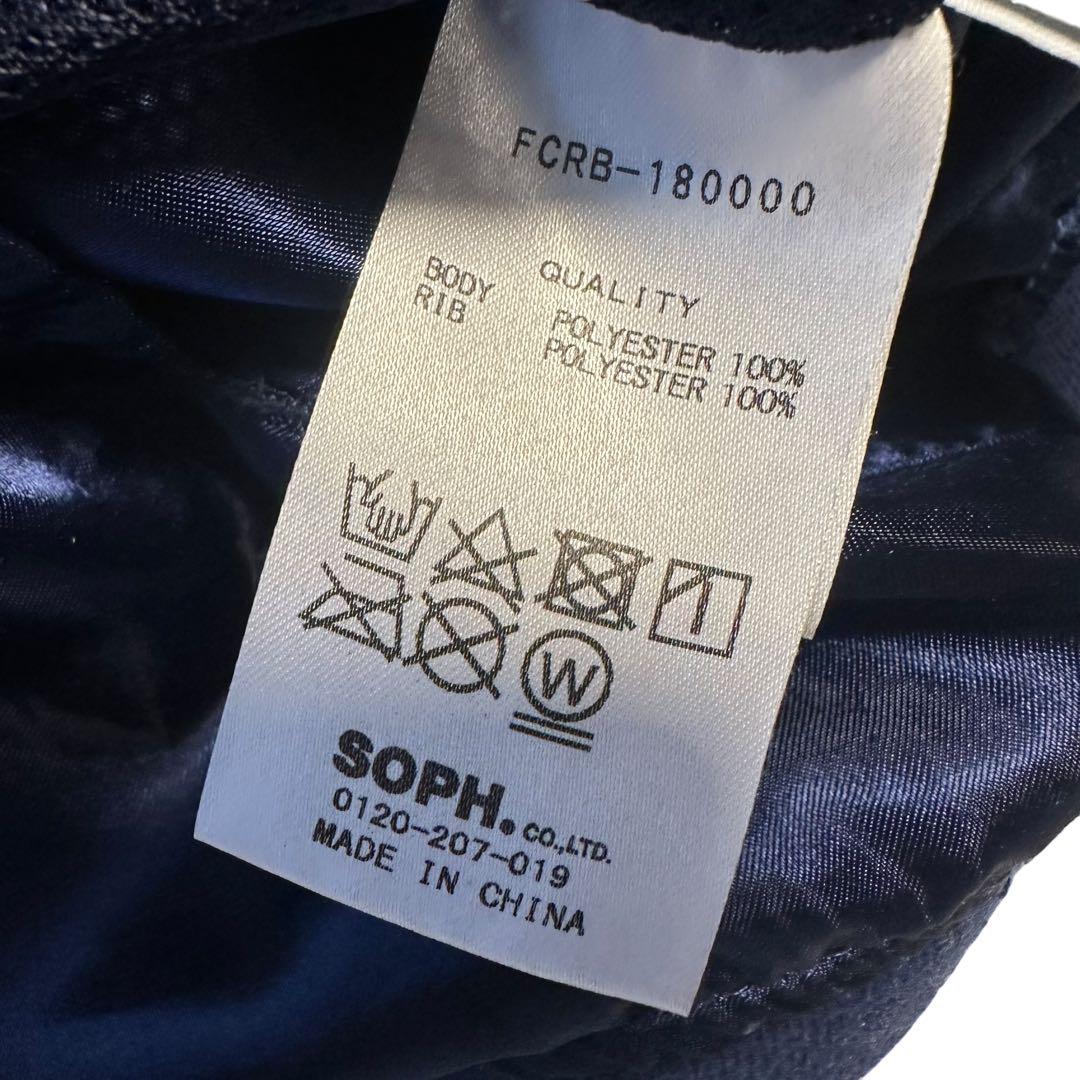 FCRB-180000
QUALITY
BODY POLYESTER 100%
RIB POLYESTER 100%
W
SOPH. CO.,LTD.
0120-207-019
MADE IN CHINA